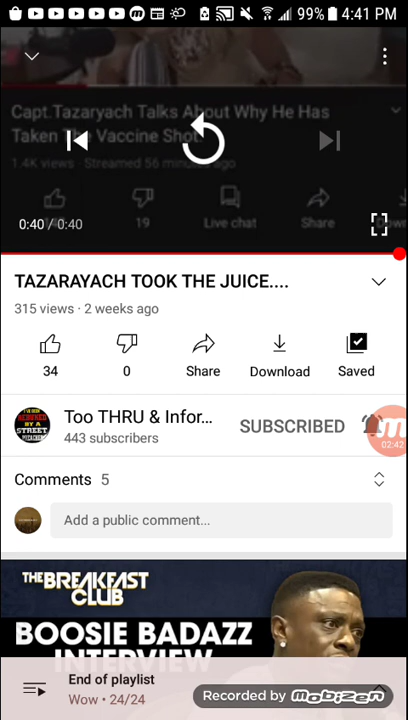 99% 4:41 PM
Capt.Tazaryach Talks About Why He Has
Taken The Vaccine Shot.
1.4K views · Streamed 56 minutes ago
19 Live chat Share
0:40 / 0:40
TAZARAYACH TOOK THE JUICE....
315 views · 2 weeks ago
34 0 Share Download Saved
Too THRU & Infor...
SUBSCRIBED
443 subscribers
02:42
Comments 5
Add a public comment...
THE BREAKFAST
CLUB
BOOSIE BADAZZ
INTERVIEW
End of playlist
Wow · 24/24
Recorded by MOBIZEN